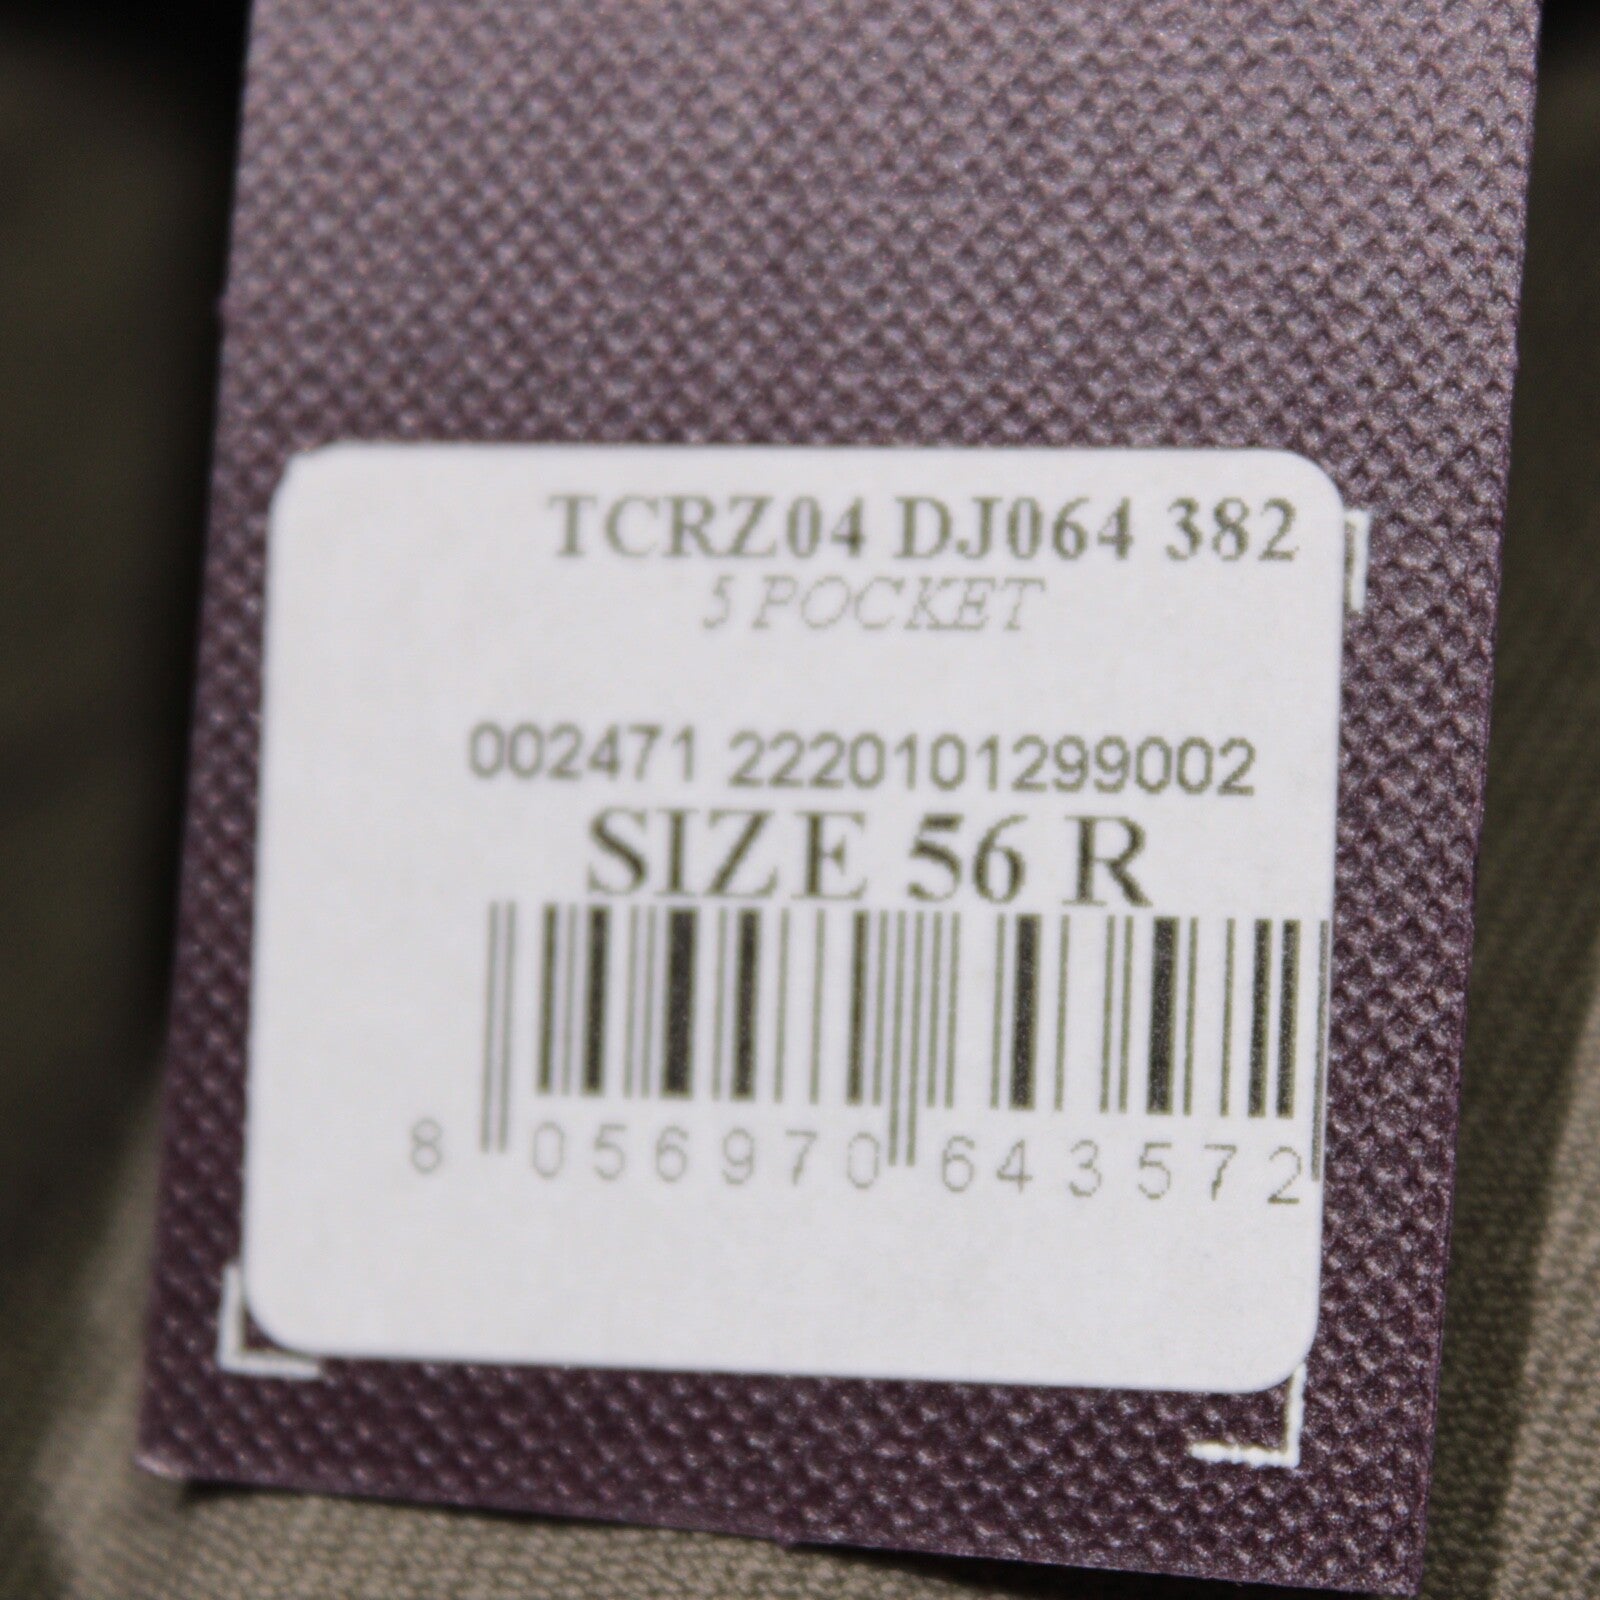 TCRZ04 DJ064 382
5 POCKET
002471 2220101299002
SIZE 56 R
8 056970 643572